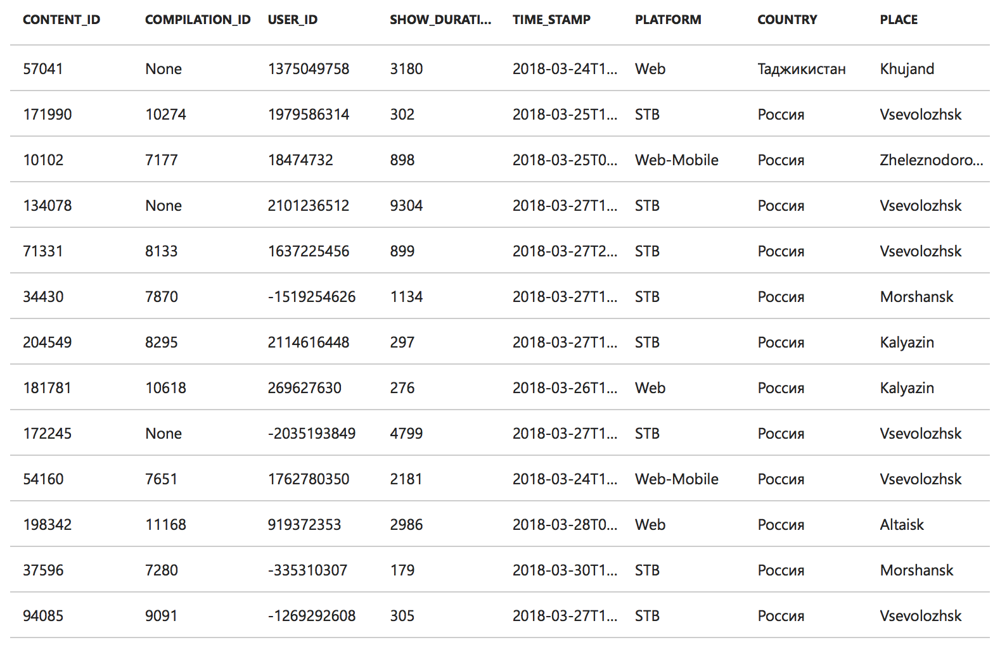 CONTENT_ID COMPILATION_ID USER_ID SHOW_DURATI... TIME_STAMP PLATFORM COUNTRY PLACE
57041 None 1375049758 3180 2018-03-24T1... Web Таджикистан Khujand
171990 10274 1979586314 302 2018-03-25T1... STB Россия Vsevolozhsk
10102 7177 18474732 898 2018-03-25T0... Web-Mobile Россия Zheleznodoro...
134078 None 2101236512 9304 2018-03-27T1... STB Россия Vsevolozhsk
71331 8133 1637225456 899 2018-03-27T2... STB Россия Vsevolozhsk
34430 7870 -1519254626 1134 2018-03-27T1... STB Россия Morshansk
204549 8295 2114616448 297 2018-03-27T1... STB Россия Kalyazin
181781 10618 269627630 276 2018-03-26T1... Web Россия Kalyazin
172245 None -2035193849 4799 2018-03-27T1... STB Россия Vsevolozhsk
54160 7651 1762780350 2181 2018-03-24T1... Web-Mobile Россия Vsevolozhsk
198342 11168 919372353 2986 2018-03-28T0... Web Россия Altaisk
37596 7280 -335310307 179 2018-03-30T1... STB Россия Morshansk
94085 9091 -1269292608 305 2018-03-27T1... STB Россия Vsevolozhsk